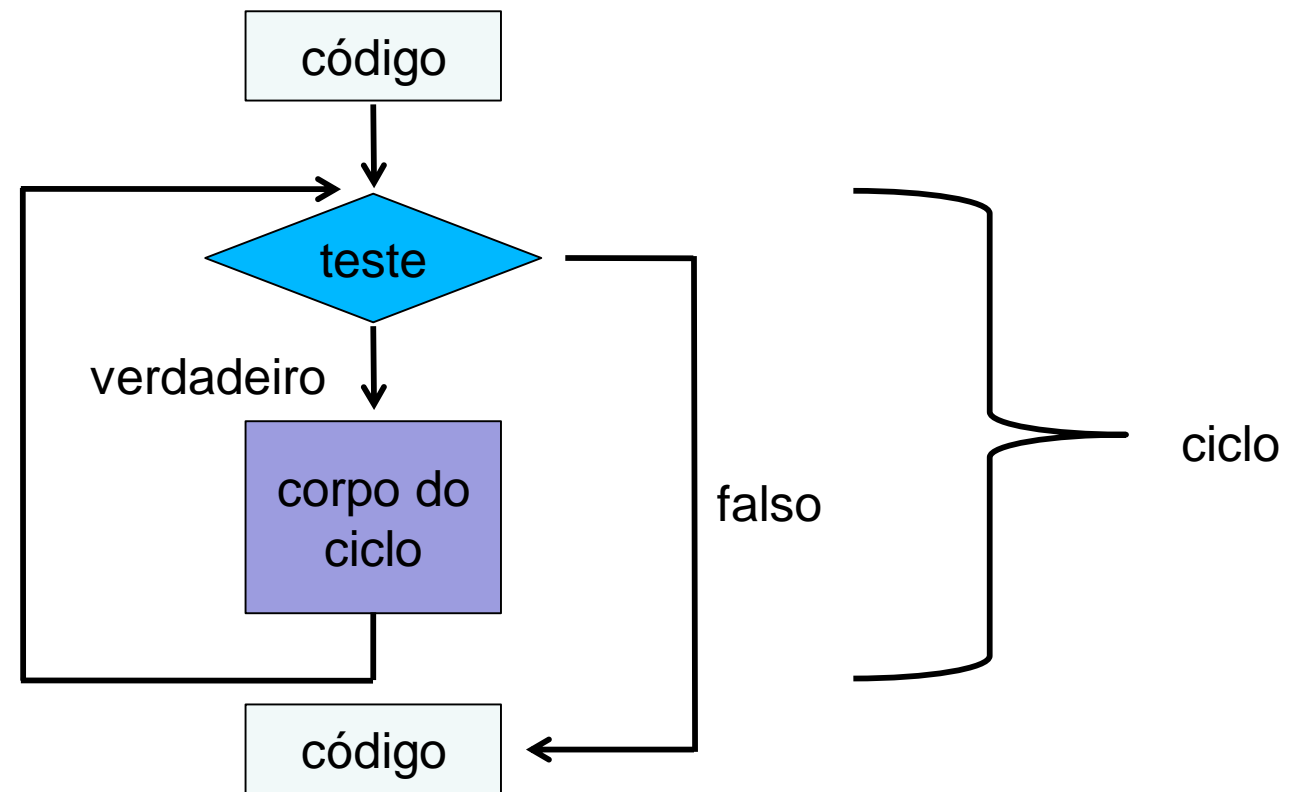 código
teste
verdadeiro
corpo do
ciclo
falso
ciclo
código